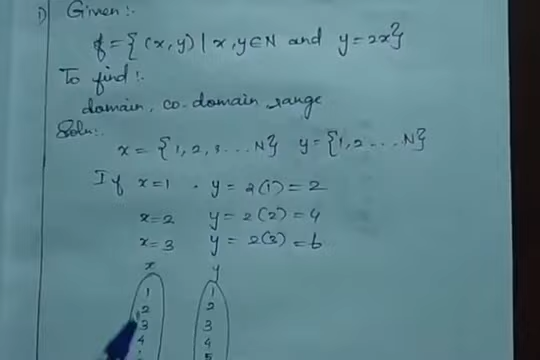 1) Given:-
f = { (x, y) | x, y ∈ N and y = 2x }
To find:-
domain, co-domain, range
Soln:-
x = {1, 2, 3 ... N} y = {1, 2 ... N}
If x = 1 . y = 2(1) = 2
x = 2 y = 2(2) = 4
x = 3 y = 2(3) = 6
x y
1 1
2 2
3 3
4 4
5